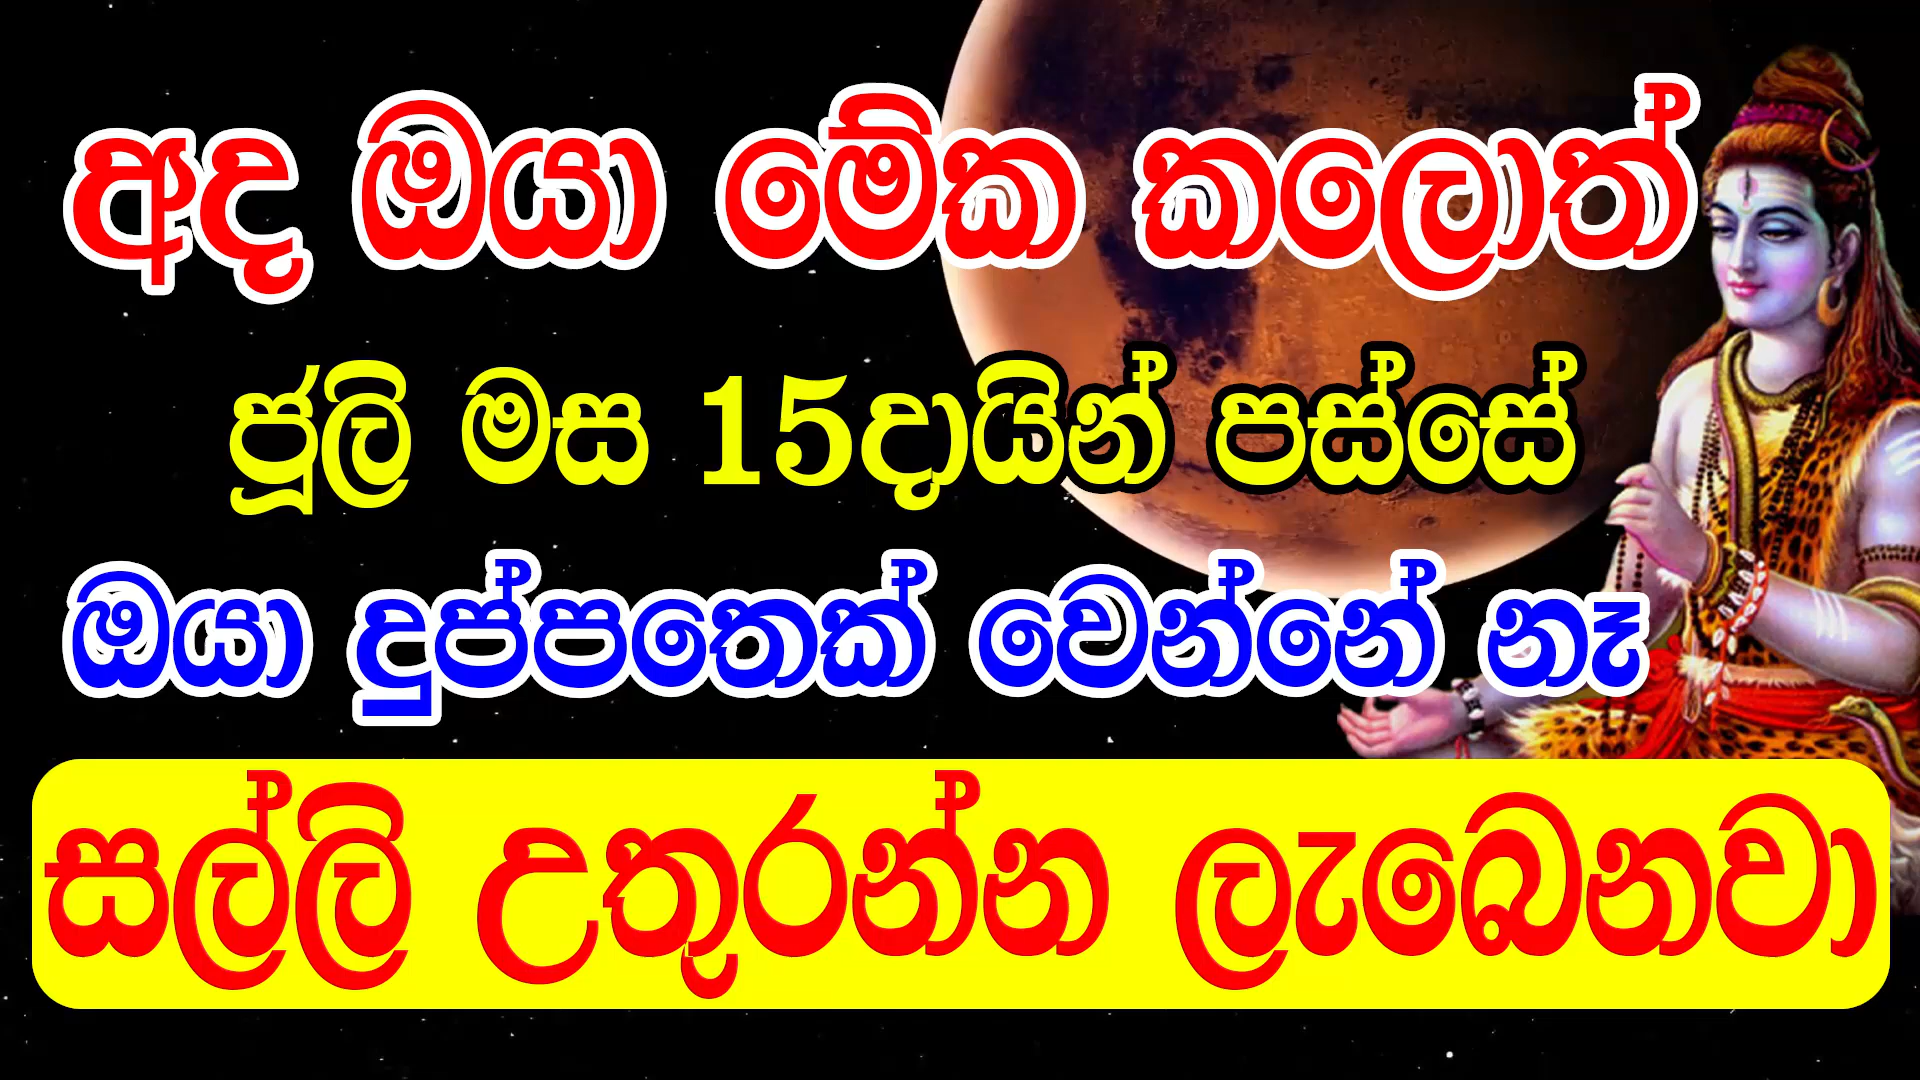 අද ඔයා මේක කලොත්
ජූලි මස 15දායින් පස්සේ
ඔයා දුප්පතෙක් වෙන්නේ නෑ
සල්ලි උතුරන්න ලැබෙනවා